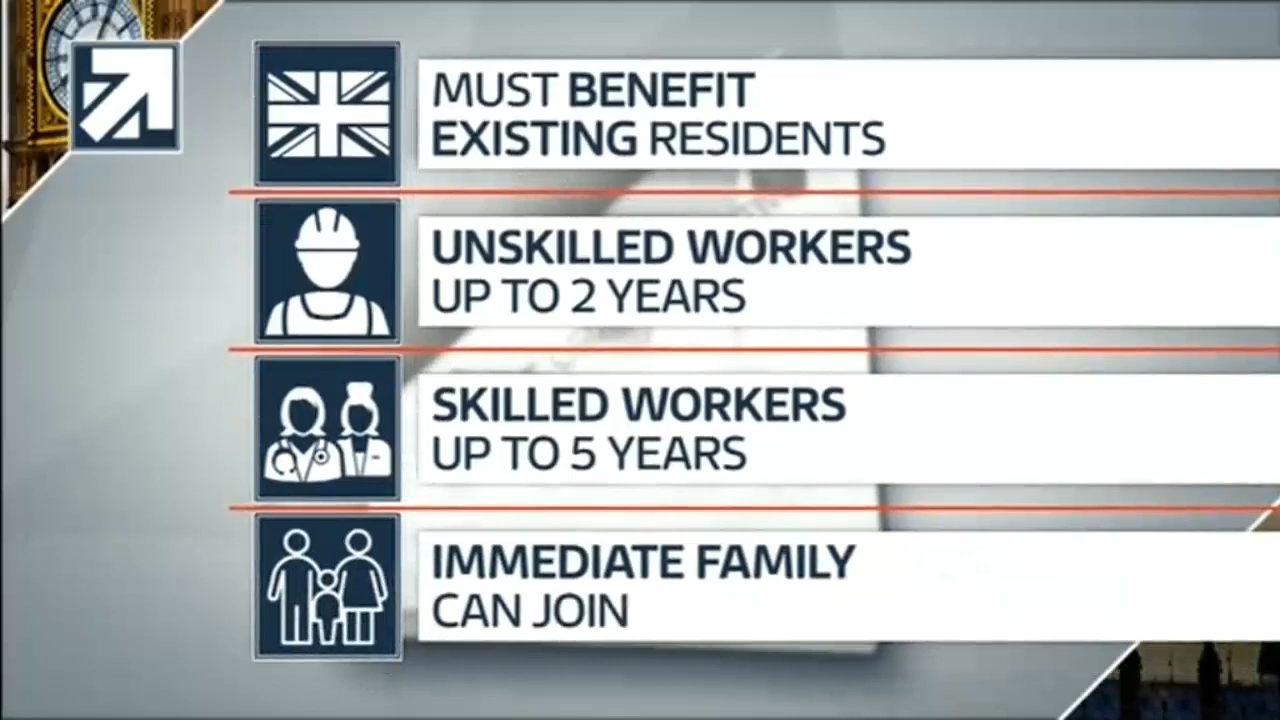 MUST BENEFIT
EXISTING RESIDENTS
UNSKILLED WORKERS
UP TO 2 YEARS
SKILLED WORKERS
UP TO 5 YEARS
IMMEDIATE FAMILY
CAN JOIN